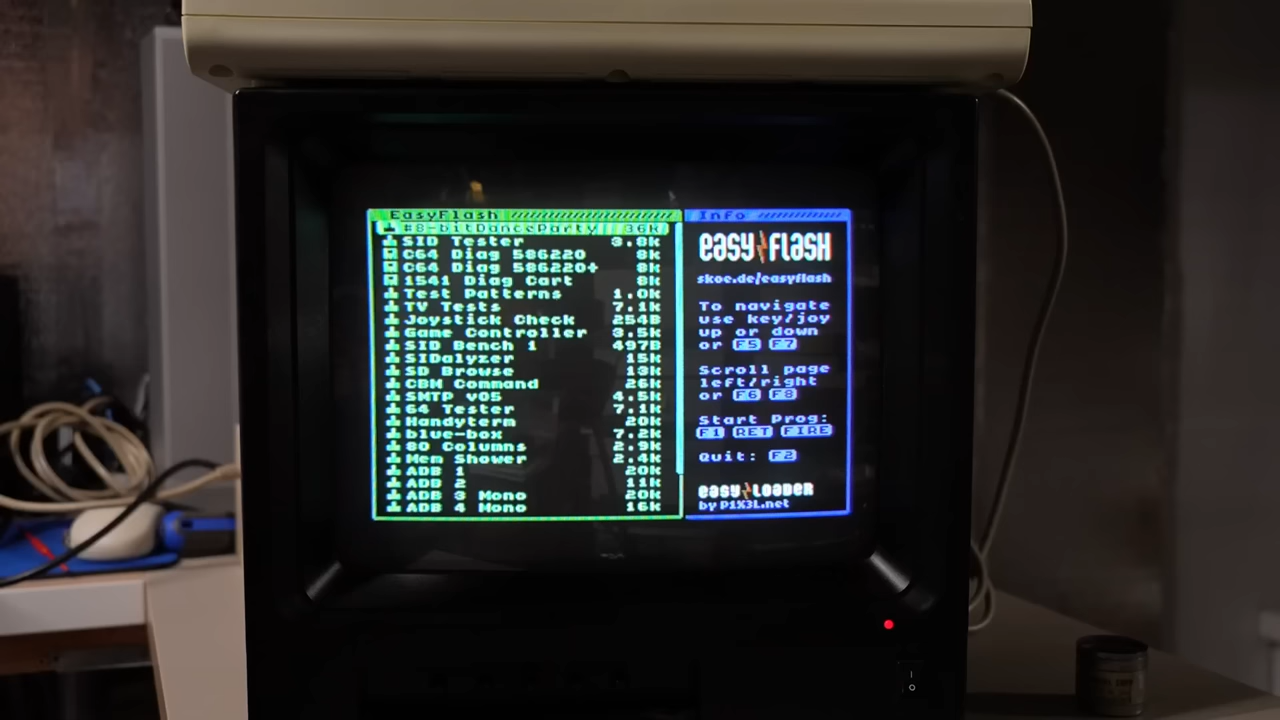 EasyFlash
#8-bitDanceParty 36k
SID Tester 3.8k
C64 Diag 586220 8k
C64 Diag 586220+ 8k
1541 Diag Cart 8k
Test Patterns 1.0k
TV Tests 7.1k
Joystick Check 254B
Game Controller 3.5k
SID Bench 1 497B
SIDalyzer 15k
SD Browse 13k
CBM Command 26k
SMTP v05 4.5k
64 Tester 7.1k
Handyterm 20k
blue-box 7.2k
80 Columns 2.9k
Mem Shower 2.4k
ADB 1 20k
ADB 2 11k
ADB 3 Mono 20k
ADB 4 Mono 16k
Info
easy FLASH
skoe.de/easyflash
To navigate
use key/joy
up or down
or F5 F7
Scroll page
left/right
or F6 F8
Start Prog:
F1 RET FIRE
Quit: F2
easy LOADER
by P1X3L.net